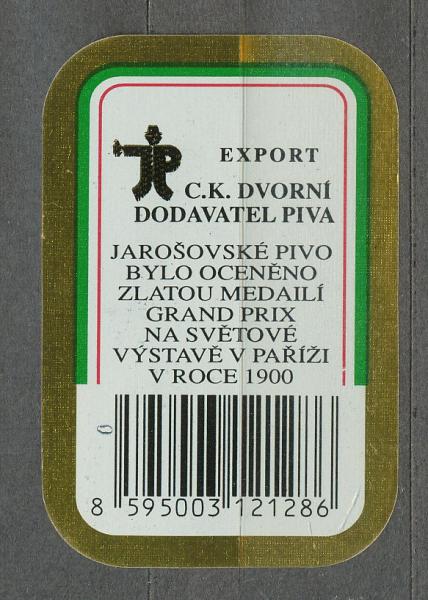 EXPORT
C.K. DVORNÍ
DODAVATEL PIVA
JAROŠOVSKÉ PIVO
BYLO OCENĚNO
ZLATOU MEDAILÍ
GRAND PRIX
NA SVĚTOVÉ
VÝSTAVĚ V PAŘÍŽI
V ROCE 1900
8 595003 121286